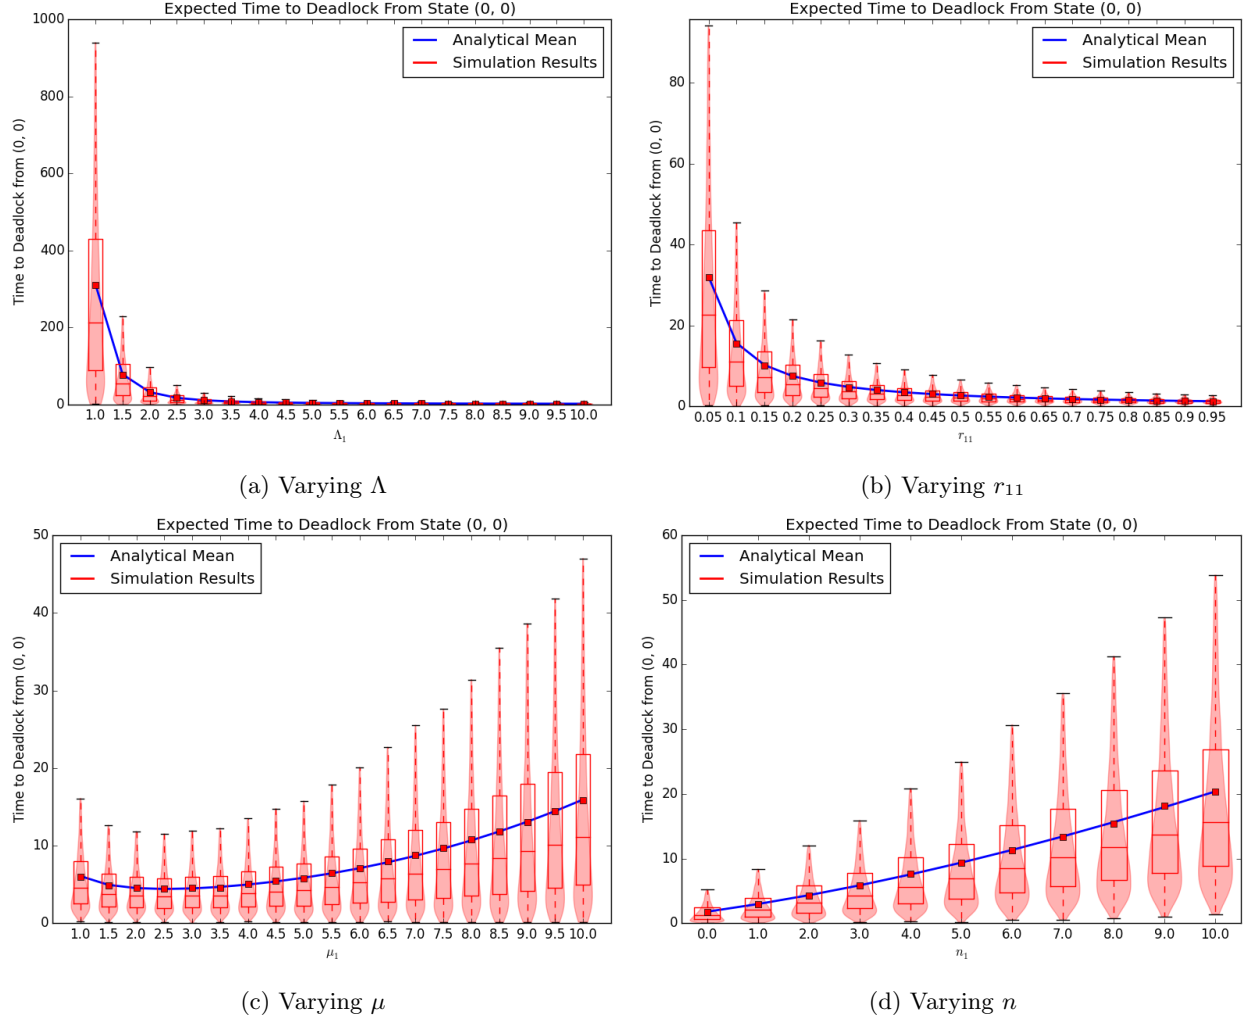 Expected Time to Deadlock From State (0, 0)
Analytical Mean
Simulation Results
Time to Deadlock from (0, 0)
1000
800
600
400
200
0
1.0 1.5 2.0 2.5 3.0 3.5 4.0 4.5 5.0 5.5 6.0 6.5 7.0 7.5 8.0 8.5 9.0 9.5 10.0
Λ₁
(a) Varying Λ
Expected Time to Deadlock From State (0, 0)
Analytical Mean
Simulation Results
Time to Deadlock from (0, 0)
80
60
40
20
0
0.05 0.1 0.15 0.2 0.25 0.3 0.35 0.4 0.45 0.5 0.55 0.6 0.65 0.7 0.75 0.8 0.85 0.9 0.95
r₁₁
(b) Varying r₁₁
Expected Time to Deadlock From State (0, 0)
Analytical Mean
Simulation Results
Time to Deadlock from (0, 0)
50
40
30
20
10
0
1.0 1.5 2.0 2.5 3.0 3.5 4.0 4.5 5.0 5.5 6.0 6.5 7.0 7.5 8.0 8.5 9.0 9.5 10.0
μ₁
(c) Varying μ
Expected Time to Deadlock From State (0, 0)
Analytical Mean
Simulation Results
Time to Deadlock from (0, 0)
60
50
40
30
20
10
0
0.0 1.0 2.0 3.0 4.0 5.0 6.0 7.0 8.0 9.0 10.0
n₁
(d) Varying n